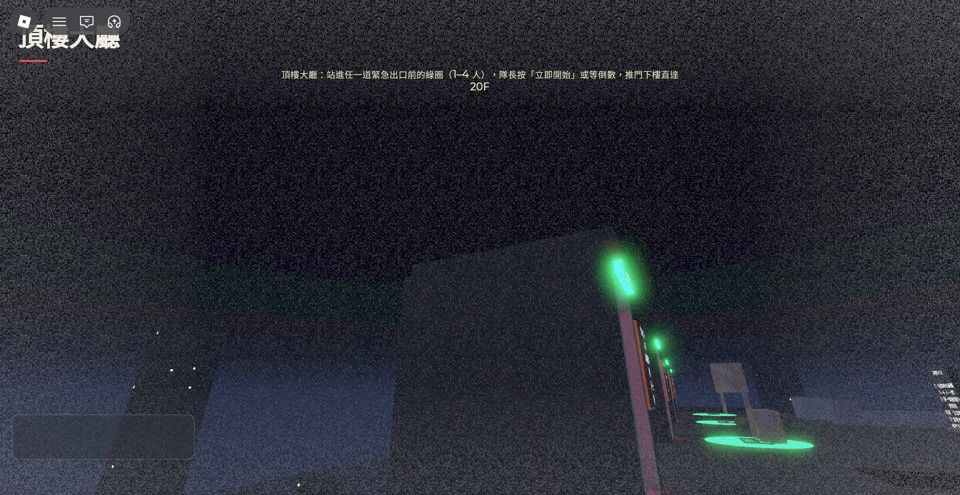 頂樓大廳
頂樓大廳：站進任一道緊急出口前的綠圈（1–4 人），隊長按「立即開始」或等倒數，推門下樓直達
20F